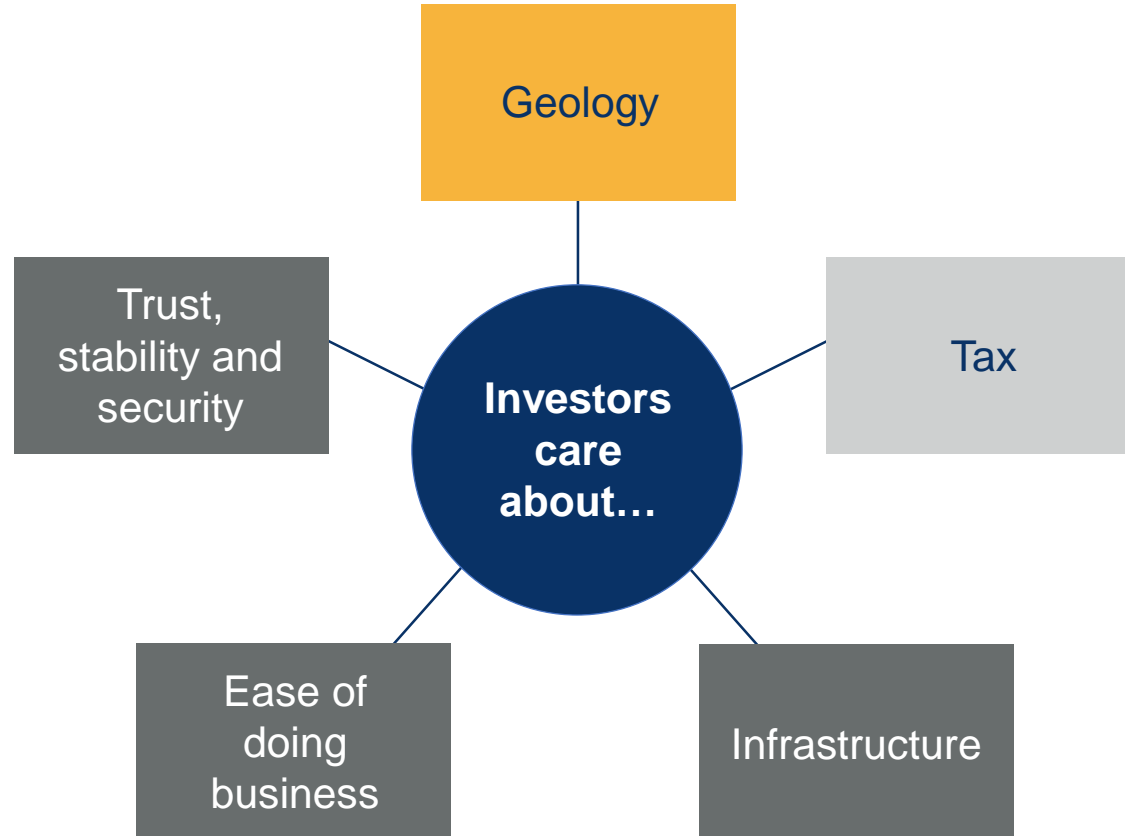 Geology
Trust,
stability and
security
Tax
Investors
care
about…
Ease of
doing
business
Infrastructure